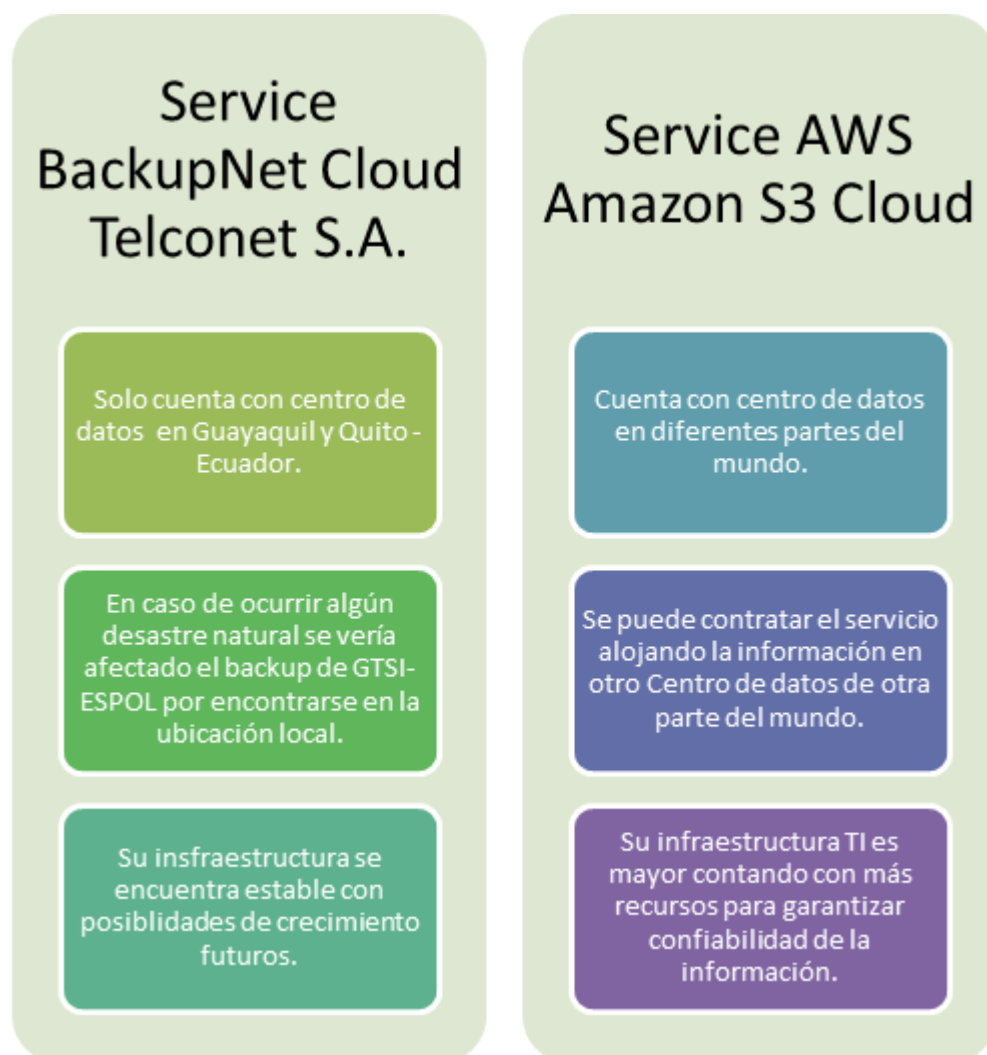 Service
BackupNet Cloud
Telconet S.A.
Solo cuenta con centro de
datos en Guayaquil y Quito -
Ecuador.
En caso de ocurrir algún
desastre natural se vería
afectado el backup de GTSI-
ESPOL por encontrarse en la
ubicación local.
Su insfraestructura se
encuentra estable con
posiblidades de crecimiento
futuros.
Service AWS
Amazon S3 Cloud
Cuenta con centro de datos
en diferentes partes del
mundo.
Se puede contratar el servicio
alojando la información en
otro Centro de datos de otra
parte del mundo.
Su infraestructura TI es
mayor contando con más
recursos para garantizar
confiabilidad de la
información.